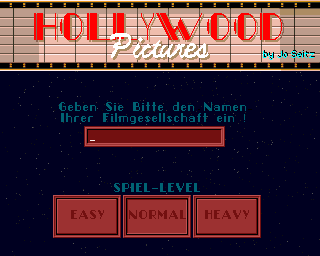 HOLLYWOOD
Pictures
by Jo Seitz
Geben Sie Bitte den Namen
Ihrer Filmgesellschaft ein !
SPIEL-LEVEL
EASY NORMAL HEAVY